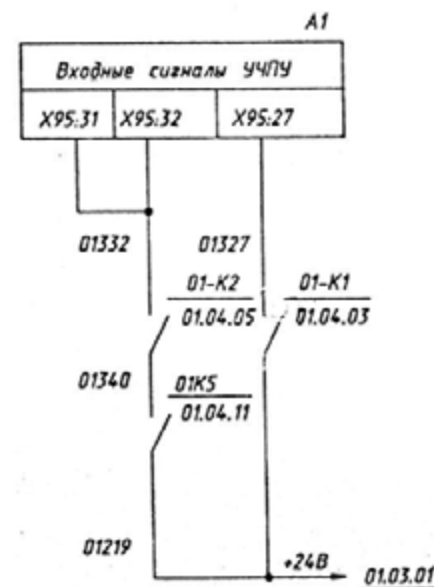 A1
Входные сигналы УЧПУ
X95:31 X95:32 X95:27
01332 01327
01-K2 01-K1
01.04.05 01.04.03
01340 01K5
01.04.11
01219 +24В 01.03.01